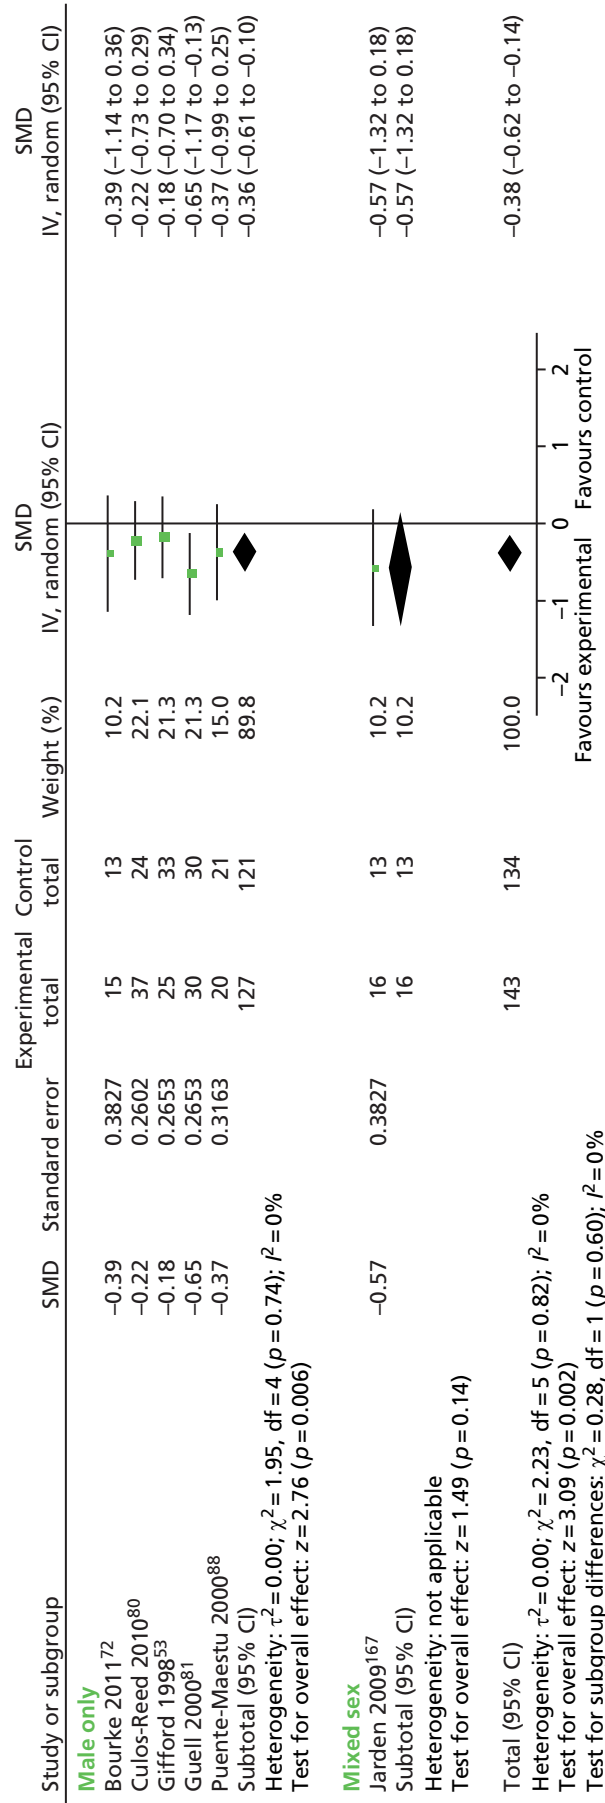 SMD SMD
Experimental Control
Study or subgroup SMD Standard error total total Weight (%) IV, random (95% CI) IV, random (95% CI)
Male only
Bourke 2011⁷² −0.39 0.3827 15 13 10.2 −0.39 (−1.14 to 0.36)
Culos-Reed 2010⁸⁰ −0.22 0.2602 37 24 22.1 −0.22 (−0.73 to 0.29)
Gifford 1998⁵³ −0.18 0.2653 25 33 21.3 −0.18 (−0.70 to 0.34)
Guell 2000⁸¹ −0.65 0.2653 30 30 21.3 −0.65 (−1.17 to −0.13)
Puente-Maestu 2000⁸⁸ −0.37 0.3163 20 21 15.0 −0.37 (−0.99 to 0.25)
Subtotal (95% CI) 127 121 89.8 −0.36 (−0.61 to −0.10)
Heterogeneity: τ²=0.00; χ²=1.95, df=4 (p=0.74); I²=0%
Test for overall effect: z=2.76 (p=0.006)
Mixed sex
Jarden 2009¹⁶⁷ −0.57 0.3827 16 13 10.2 −0.57 (−1.32 to 0.18)
Subtotal (95% CI) 16 13 10.2 −0.57 (−1.32 to 0.18)
Heterogeneity: not applicable
Test for overall effect: z=1.49 (p=0.14)
Total (95% CI) 143 134 100.0 −0.38 (−0.62 to −0.14)
Heterogeneity: τ²=0.00; χ²=2.23, df=5 (p=0.82); I²=0%
Test for overall effect: z=3.09 (p=0.002)
Test for subgroup differences: χ²=0.28, df=1 (p=0.60); I²=0%
−2 −1 0 1 2
Favours experimental Favours control